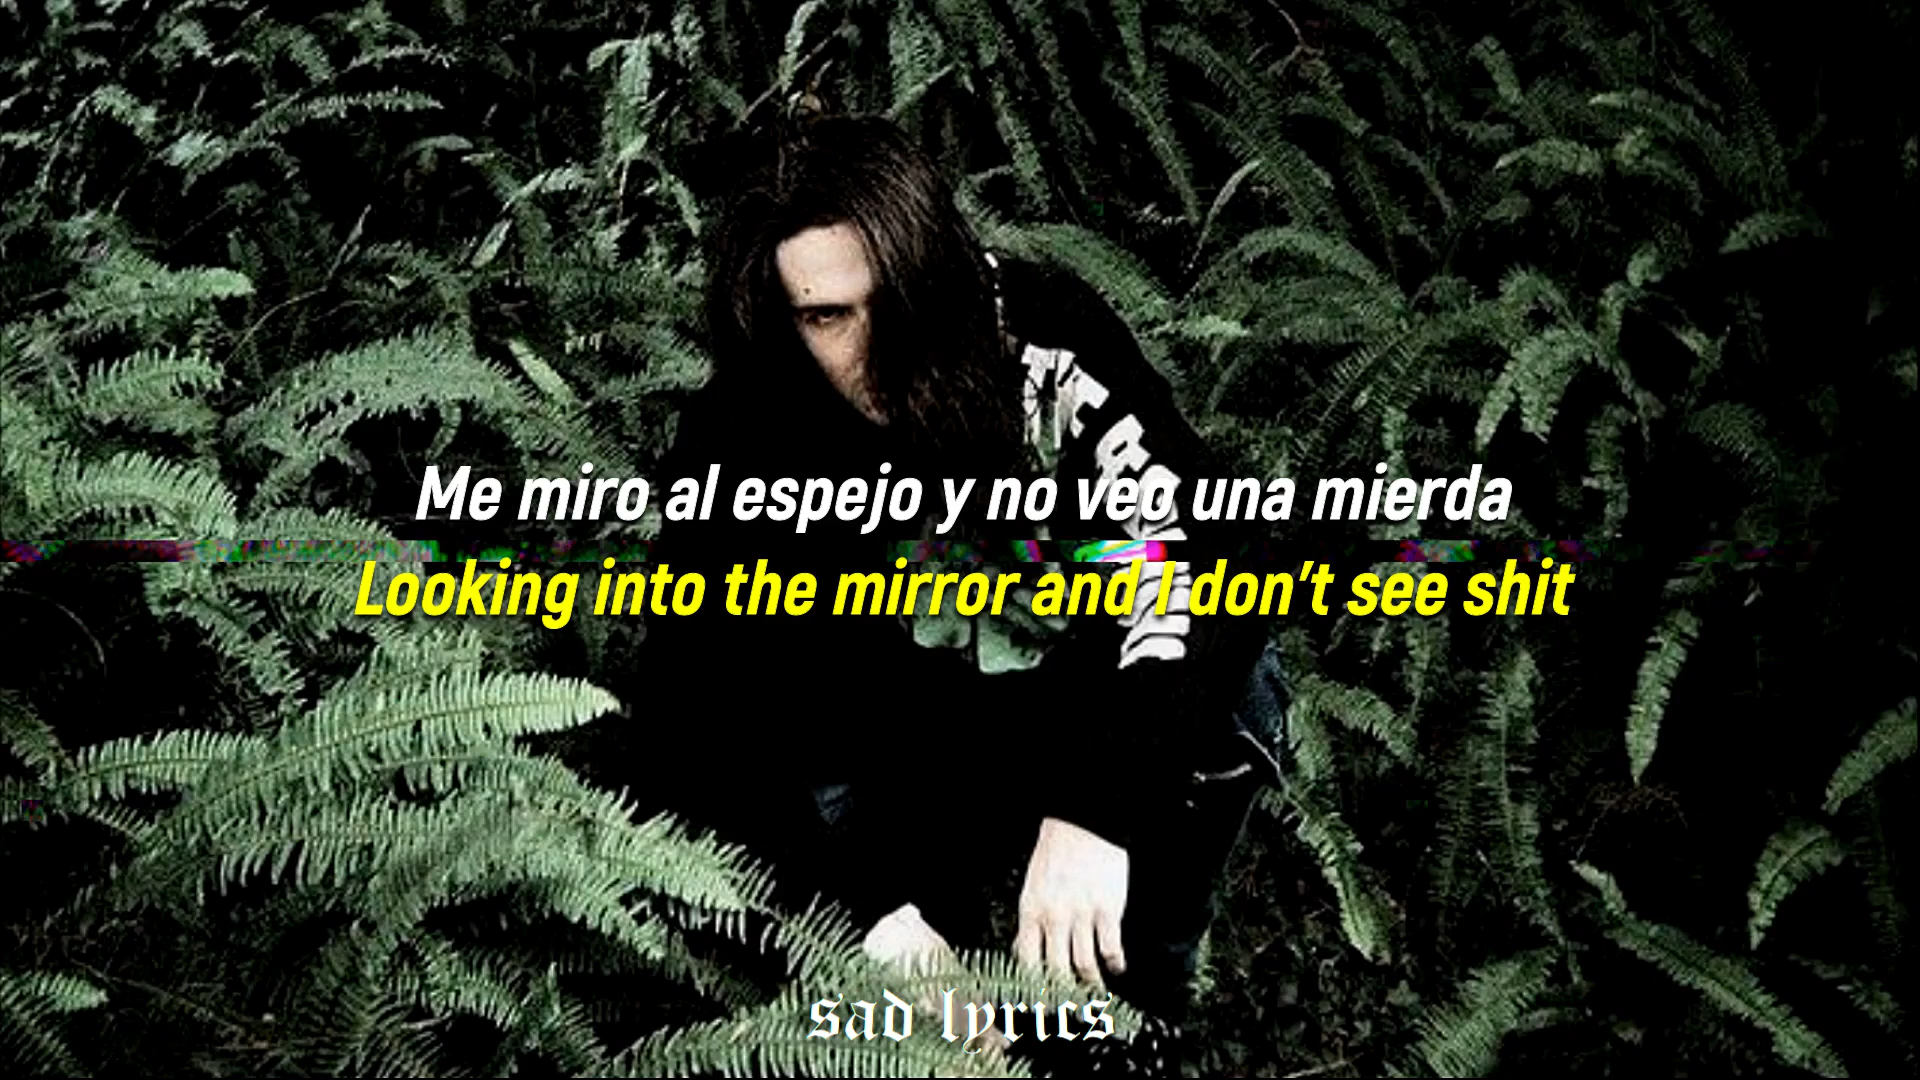 Me miro al espejo y no veo una mierda
Looking into the mirror and I don't see shit
sad lyrics